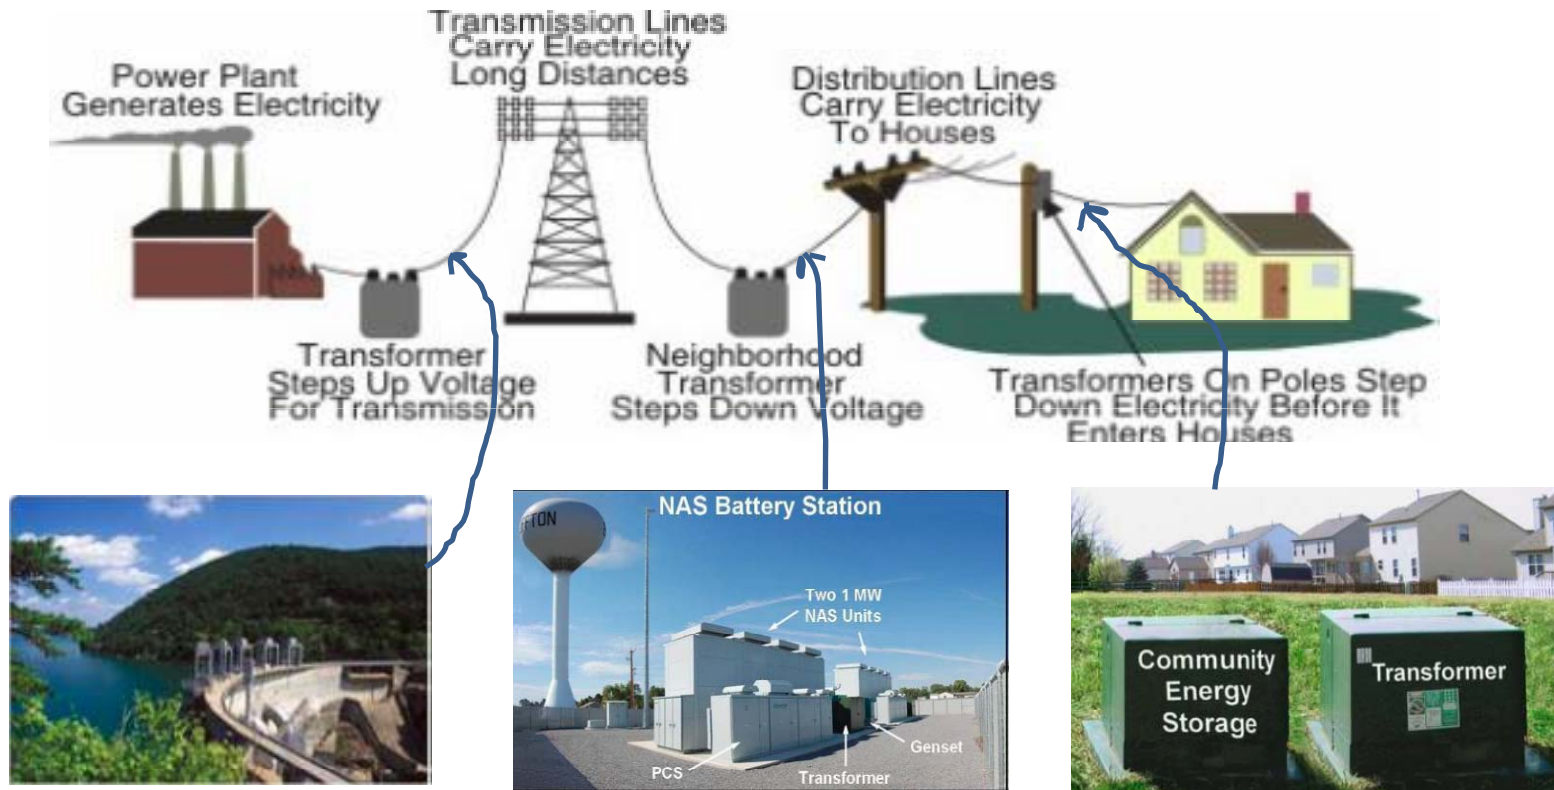 Transmission Lines
Carry Electricity
Long Distances
Power Plant
Generates Electricity
Distribution Lines
Carry Electricity
To Houses
Transformer
Steps Up Voltage
For Transmission
Neighborhood
Transformer
Steps Down Voltage
Transformers On Poles Step
Down Electricity Before It
Enters Houses
NAS Battery Station
FTON
Two 1 MW
NAS Units
Genset
PCS
Transformer
Community
Energy
Storage
Transformer